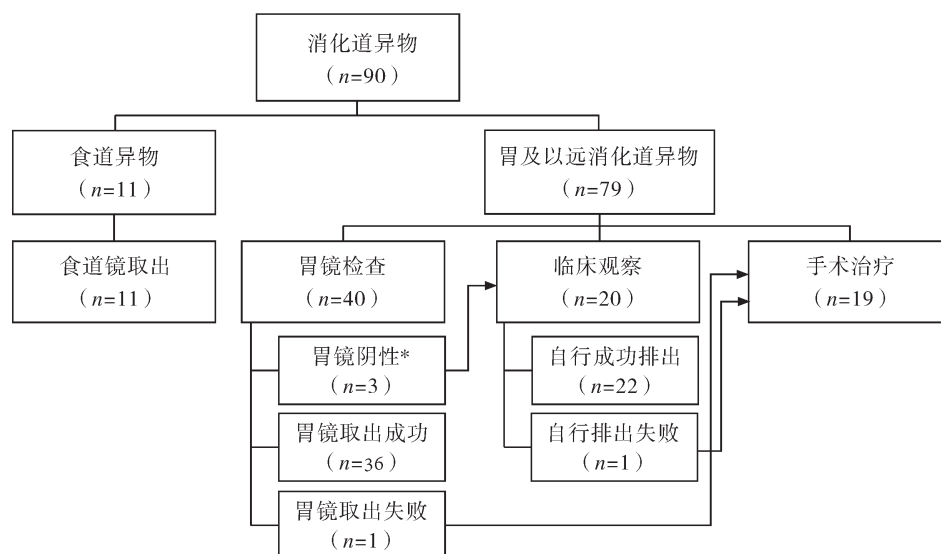 消化道异物
（n=90）
食道异物
（n=11）
胃及以远消化道异物
（n=79）
食道镜取出
（n=11）
胃镜检查
（n=40）
临床观察
（n=20）
手术治疗
（n=19）
胃镜阴性*
（n=3）
自行成功排出
（n=22）
胃镜取出成功
（n=36）
自行排出失败
（n=1）
胃镜取出失败
（n=1）